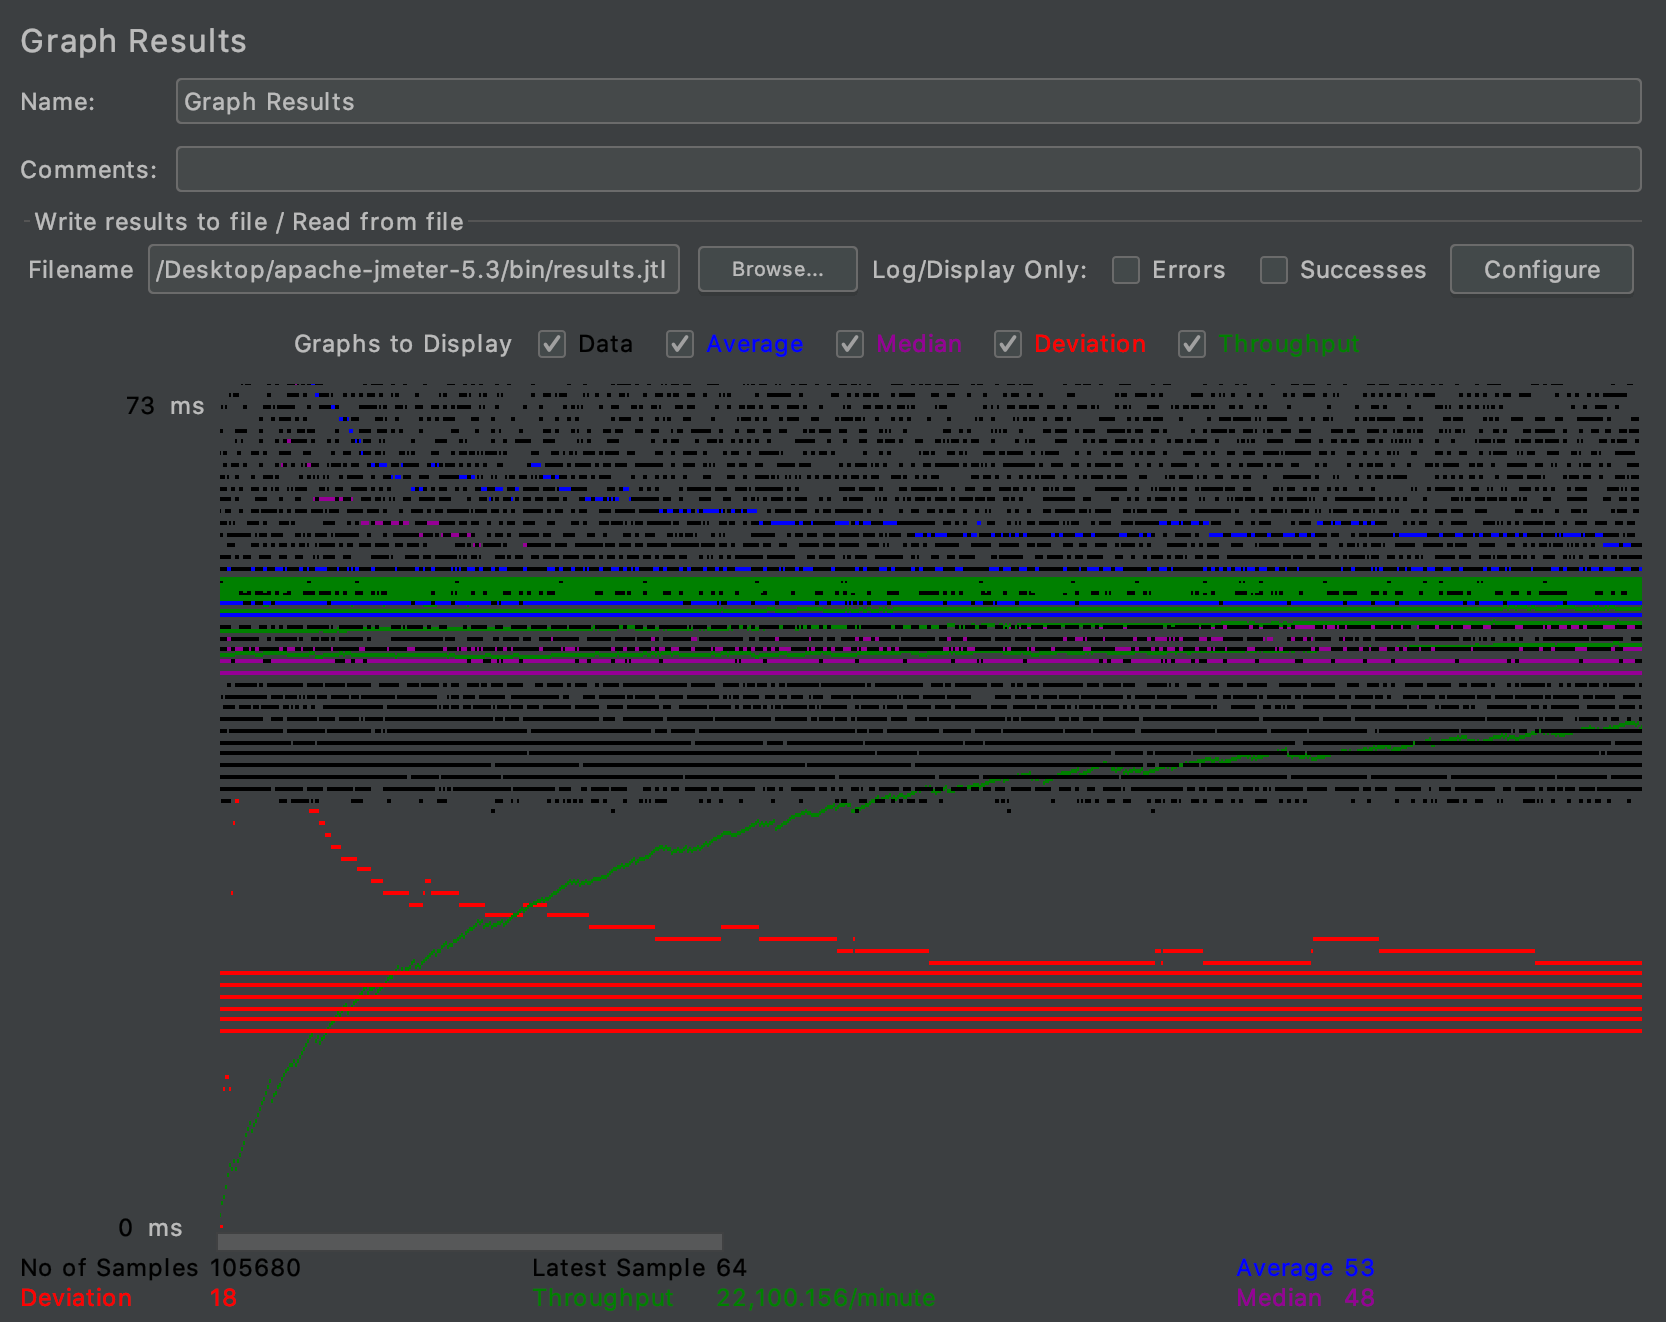 Graph Results
Name: Graph Results
Comments:
Write results to file / Read from file
Filename /Desktop/apache-jmeter-5.3/bin/results.jtl Browse... Log/Display Only: Errors Successes Configure
Graphs to Display Data Average Median Deviation Throughput
73 ms
0 ms
No of Samples 105680 Latest Sample 64 Average 53
Deviation 18 Throughput 22,100.156/minute Median 48